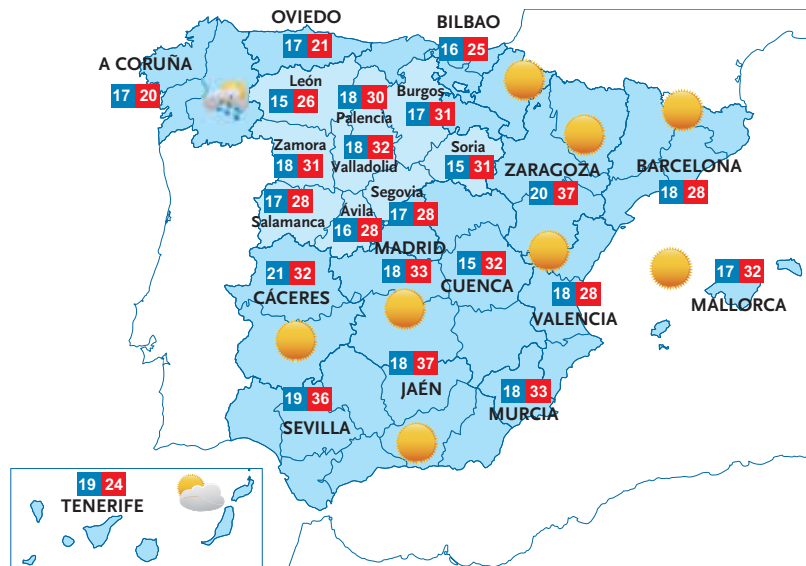 OVIEDO
17 21
BILBAO
16 25
A CORUÑA
17 20
León
15 26
18 30
Palencia
Burgos
17 31
Zamora
18 31
18 32
Valladolid
Soria
15 31
ZARAGOZA
20 37
BARCELONA
18 28
17 28
Salamanca
Ávila
16 28
Segovia
17 28
MADRID
18 33
15 32
CUENCA
21 32
CÁCERES
18 28
VALENCIA
17 32
MALLORCA
18 37
JAÉN
18 33
MURCIA
19 36
SEVILLA
19 24
TENERIFE